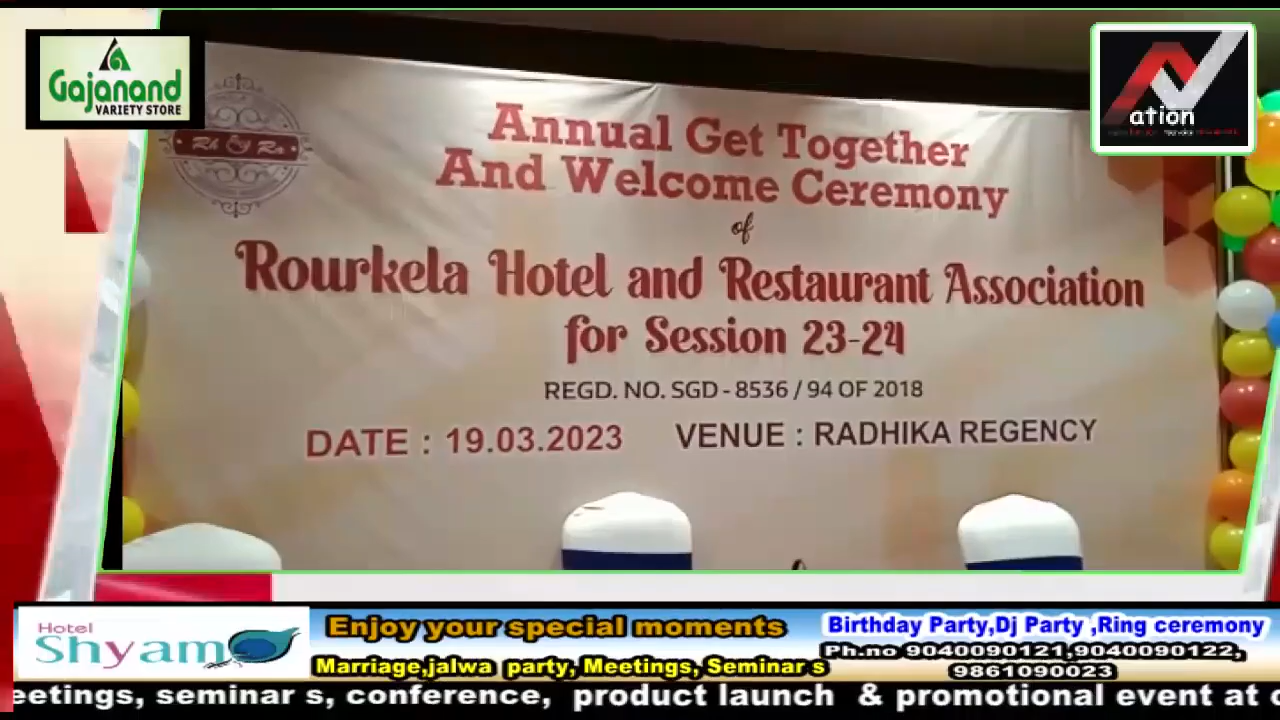 Gajanand
VARIETY STORE
Nation
Rh & Ra
Annual Get Together
And Welcome Ceremony
of
Rourkela Hotel and Restaurant Association
for Session 23-24
REGD. NO. SGD - 8536 / 94 OF 2018
DATE : 19.03.2023 VENUE : RADHIKA REGENCY
Hotel
Shyam
Enjoy your special moments
Marriage,jalwa party, Meetings, Seminar s
Birthday Party,Dj Party ,Ring ceremony
Ph.no 9040090121,9040090122,
9861090023
eetings, seminar s, conference, product launch & promotional event at